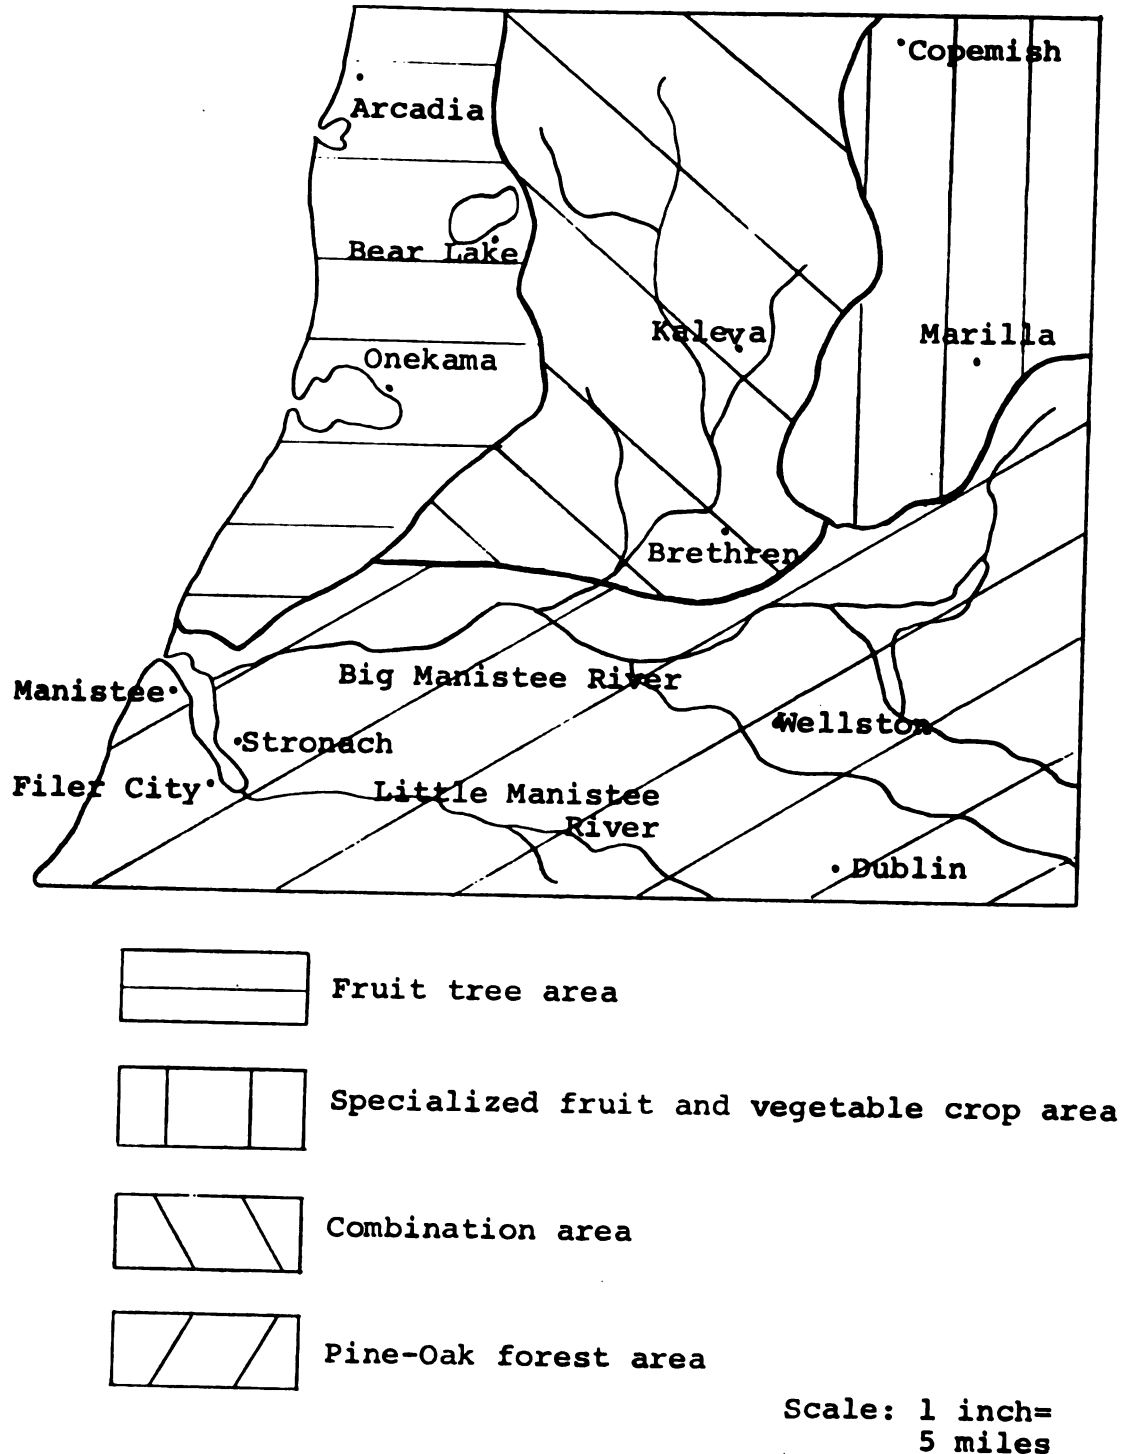 Copemish
Arcadia
Bear Lake
Kaleva
Marilla
Onekama
Brethren
Big Manistee River
Manistee
Wellston
Stronach
Filer City
Little Manistee
River
Dublin
Fruit tree area
Specialized fruit and vegetable crop area
Combination area
Pine-Oak forest area
Scale: 1 inch=
5 miles